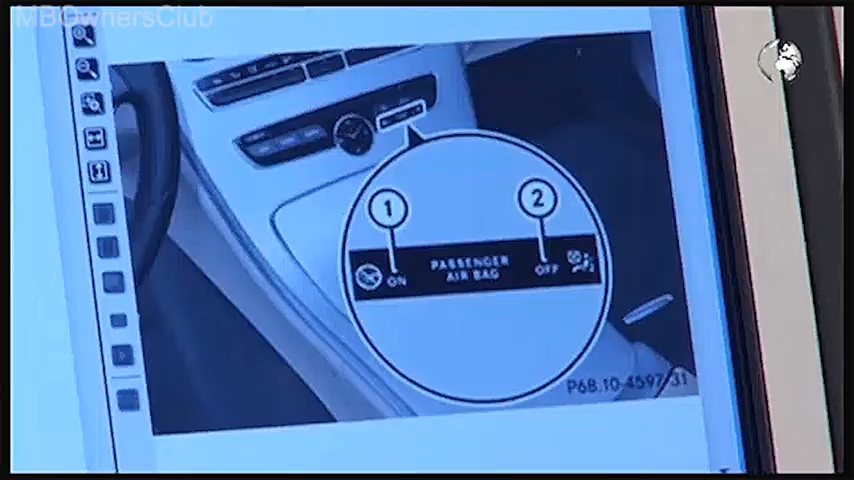 MBOwnersClub
1
2
ON
PASSENGER
AIR BAG
OFF
P68.10-4597-31